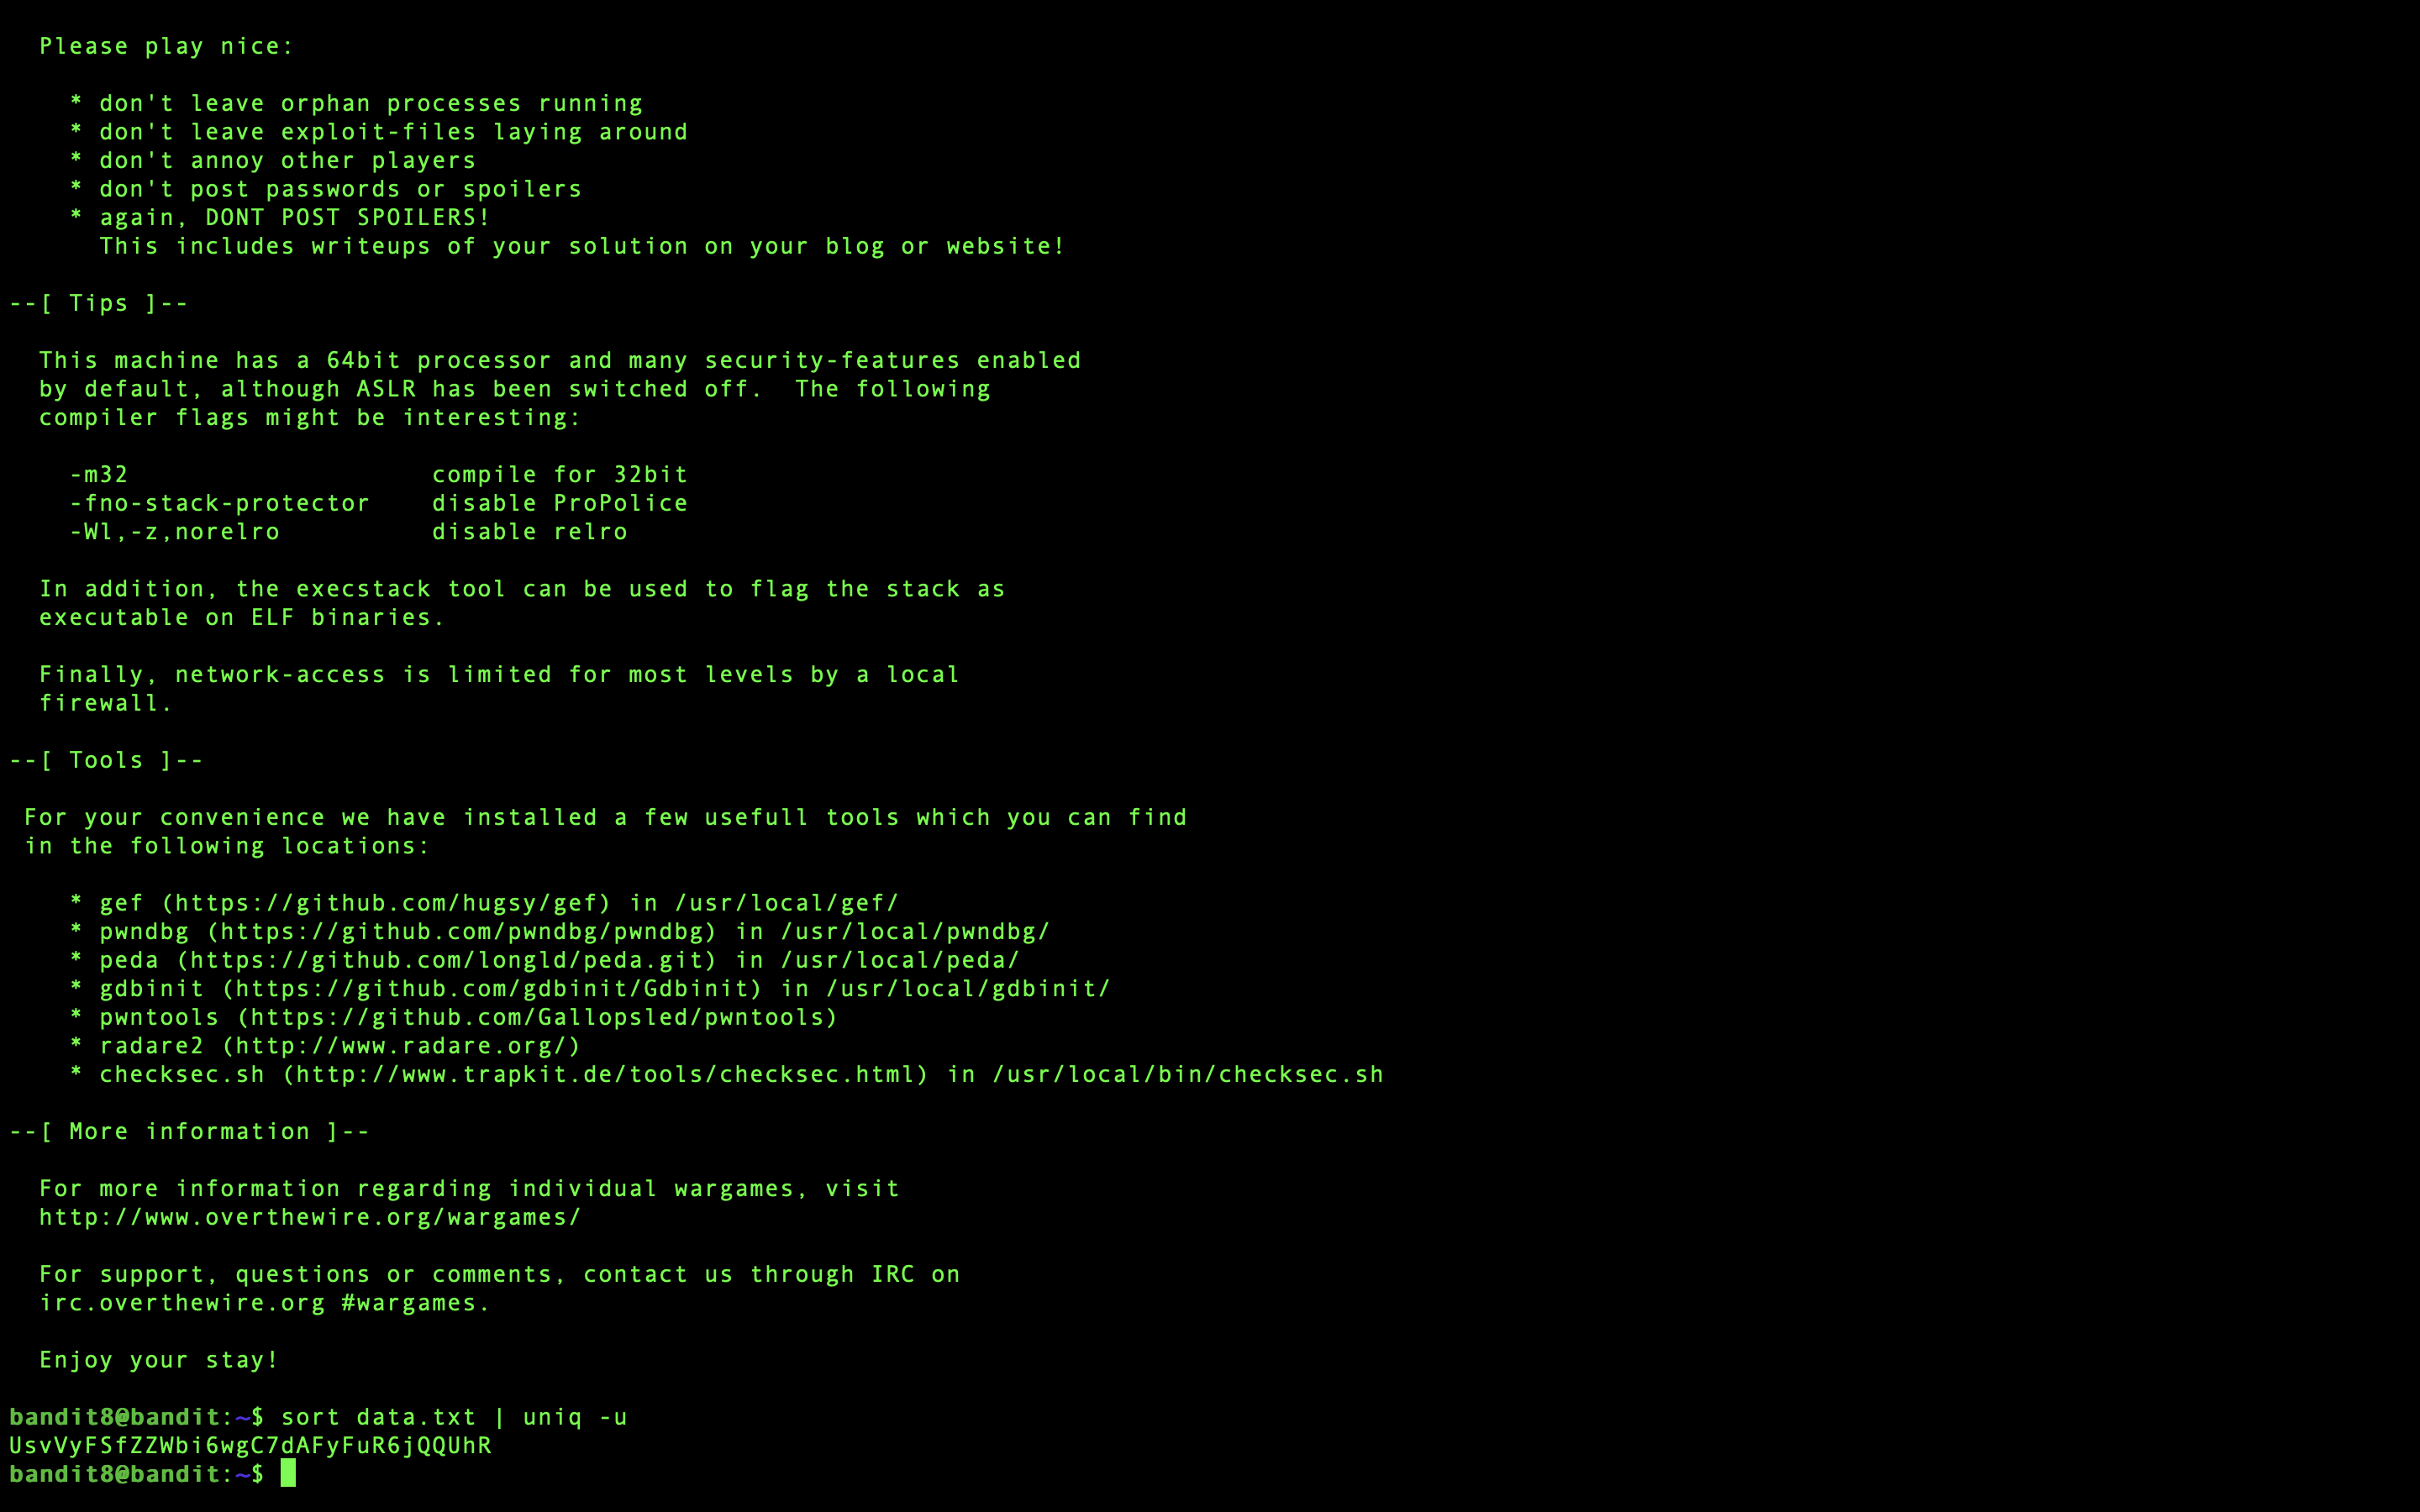 Please play nice:
* don't leave orphan processes running
* don't leave exploit-files laying around
* don't annoy other players
* don't post passwords or spoilers
* again, DONT POST SPOILERS!
This includes writeups of your solution on your blog or website!
--[ Tips ]--
This machine has a 64bit processor and many security-features enabled
by default, although ASLR has been switched off.  The following
compiler flags might be interesting:
-m32                    compile for 32bit
-fno-stack-protector    disable ProPolice
-Wl,-z,norelro          disable relro
In addition, the execstack tool can be used to flag the stack as
executable on ELF binaries.
Finally, network-access is limited for most levels by a local
firewall.
--[ Tools ]--
For your convenience we have installed a few usefull tools which you can find
in the following locations:
* gef (https://github.com/hugsy/gef) in /usr/local/gef/
* pwndbg (https://github.com/pwndbg/pwndbg) in /usr/local/pwndbg/
* peda (https://github.com/longld/peda.git) in /usr/local/peda/
* gdbinit (https://github.com/gdbinit/Gdbinit) in /usr/local/gdbinit/
* pwntools (https://github.com/Gallopsled/pwntools)
* radare2 (http://www.radare.org/)
* checksec.sh (http://www.trapkit.de/tools/checksec.html) in /usr/local/bin/checksec.sh
--[ More information ]--
For more information regarding individual wargames, visit
http://www.overthewire.org/wargames/
For support, questions or comments, contact us through IRC on
irc.overthewire.org #wargames.
Enjoy your stay!
bandit8@bandit:~$ sort data.txt | uniq -u
UsvVyFSfZZWbi6wgC7dAFyFuR6jQQUhR
bandit8@bandit:~$